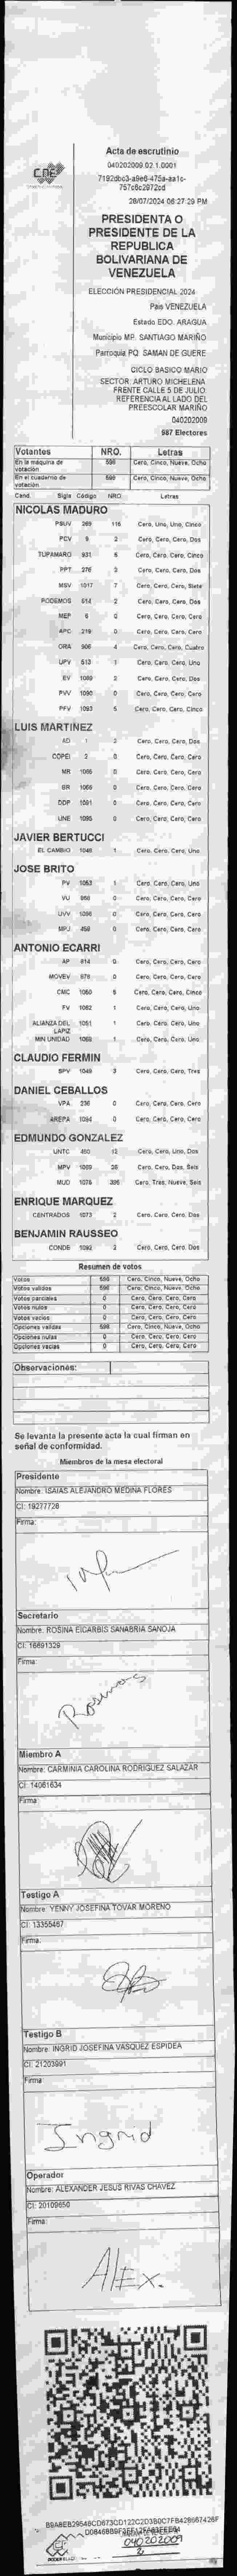 Acta de escrutinio
040202009.02.1.0001
28/07/2024 06:27:29 PM
PRESIDENTA O
PRESIDENTE DE LA
REPUBLICA
BOLIVARIANA DE
VENEZUELA
ELECCIÓN PRESIDENCIAL 2024
País VENEZUELA
Estado EDO. ARAGUA
Municipio MP. SANTIAGO MARIÑO
Parroquia PQ. SAMAN DE GUERE
CICLO BASICO MARIO
SECTOR ARTURO MICHELENA
FRENTE CALLE 5 DE JULIO
REFERENCIA AL LADO DEL
PREESCOLAR MARIÑO
040202009
987 Electores
Votantes NRO. Letras
En la máquina de votación 598 Cero, Cinco, Nueve, Ocho
En el cuaderno de votación 598 Cero, Cinco, Nueve, Ocho
Cand. Sigla Código NRO. Letras
NICOLAS MADURO
PSUV 269 115 Cero, Uno, Uno, Cinco
PCV 9 2 Cero, Cero, Cero, Dos
TUPAMARO 931 5 Cero, Cero, Cero, Cinco
PPT 276 2 Cero, Cero, Cero, Dos
MSV 1017 7 Cero, Cero, Cero, Siete
PODEMOS 614 2 Cero, Cero, Cero, Dos
MEP 6 0 Cero, Cero, Cero, Cero
APC 219 0 Cero, Cero, Cero, Cero
ORA 906 4 Cero, Cero, Cero, Cuatro
UPV 513 1 Cero, Cero, Cero, Uno
EV 1089 2 Cero, Cero, Cero, Dos
PVV 1090 0 Cero, Cero, Cero, Cero
PFV 1093 5 Cero, Cero, Cero, Cinco
LUIS MARTINEZ
AD 1 2 Cero, Cero, Cero, Dos
COPEI 2 0 Cero, Cero, Cero, Cero
MR 1066 0 Cero, Cero, Cero, Cero
BR 0 Cero, Cero, Cero, Cero
DDP 1091 0 Cero, Cero, Cero, Cero
UNE 1095 0 Cero, Cero, Cero, Cero
JAVIER BERTUCCI
EL CAMBIO 1048 1 Cero, Cero, Cero, Uno
JOSE BRITO
PV 1053 1 Cero, Cero, Cero, Uno
VU 868 0 Cero, Cero, Cero, Cero
UVV 1096 0 Cero, Cero, Cero, Cero
MPJ 458 0 Cero, Cero, Cero, Cero
ANTONIO ECARRI
AP 814 0 Cero, Cero, Cero, Cero
MOVEV 878 0 Cero, Cero, Cero, Cero
CMC 1050 5 Cero, Cero, Cero, Cinco
FV 1082 1 Cero, Cero, Cero, Uno
ALIANZA DEL LAPIZ 1051 1 Cero, Cero, Cero, Uno
MIN UNIDAD 1068 1 Cero, Cero, Cero, Uno
CLAUDIO FERMIN
SPV 1049 3 Cero, Cero, Cero, Tres
DANIEL CEBALLOS
VPA 236 0 Cero, Cero, Cero, Cero
AREPA 1094 0 Cero, Cero, Cero, Cero
EDMUNDO GONZALEZ
UNTC 450 12 Cero, Cero, Uno, Dos
MPV 1069 26 Cero, Cero, Dos, Seis
MUD 1078 396 Cero, Tres, Nueve, Seis
ENRIQUE MARQUEZ
CENTRADOS 1073 2 Cero, Cero, Cero, Dos
BENJAMIN RAUSSEO
CONDE 1092 3 Cero, Cero, Cero,
Resumen de votos
Votos 598 Cero, Cinco, Nueve, Ocho
Votos validos 598 Cero, Cinco, Nueve, Ocho
Votos parciales 0 Cero, Cero, Cero, Cero
Votos nulos 0 Cero, Cero, Cero, Cero
Votos vacios 0 Cero, Cero, Cero, Cero
Opciones validas 598 Cero, Cinco, Nueve, Ocho
Opciones nulas 0 Cero, Cero, Cero, Cero
Opciones vacias 0 Cero, Cero, Cero, Cero
Observaciones:
Se levanta la presente acta la cual firman en
señal de conformidad.
Miembros de la mesa electoral
Presidente
Nombre: ISAIAS ALEJANDRO MEDINA FLORES
CI: 19277728
Firma:
Secretario
Nombre: ROSINA EICARBIS SANABRIA SANOJA
CI: 16691329
Firma:
Miembro A
Nombre: CARMINIA CAROLINA RODRIGUEZ SALAZAR
CI: 14061634
Firma:
Testigo A
Nombre: YENNY JOSEFINA TOVAR MORENO
CI: 13355467
Firma:
Testigo B
Nombre: INGRID JOSEFINA VASQUEZ ESPIDEA
CI: 21203991
Firma:
Ingrid
Operador
Nombre: ALEXANDER JESUS RIVAS CHAVEZ
CI: 20109650
Firma:
Alex.
040202009
2